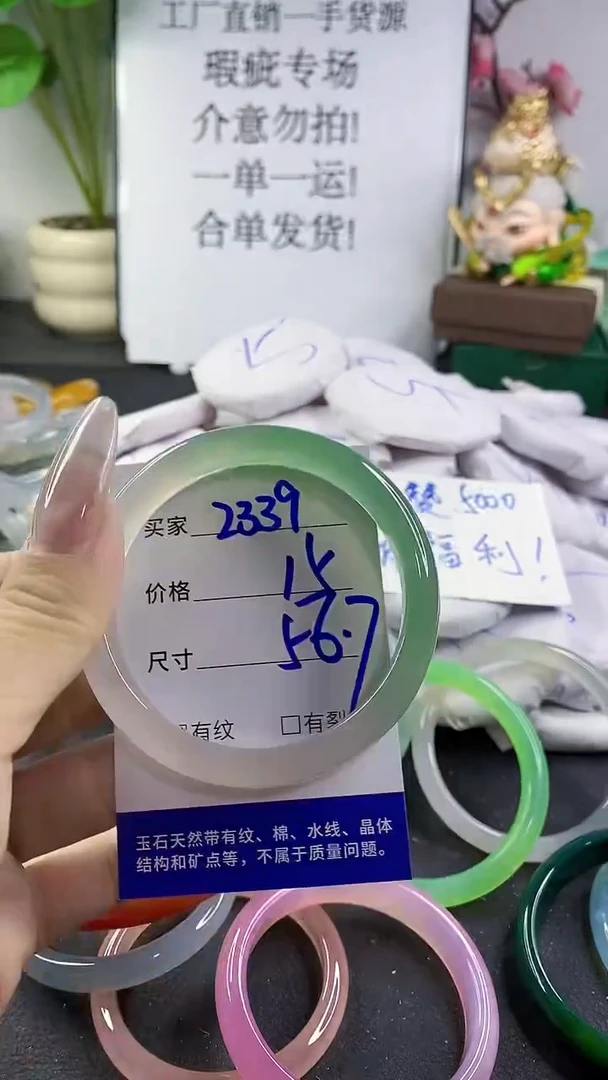 工厂直销一手货源
瑕疵专场
介意勿拍!
一单一运!
合单发货!
赞 5000
福利!
买家 2339
价格 15
尺寸 56.7
有纹 □有裂
玉石天然带有纹、棉、水线、晶体
结构和矿点等，不属于质量问题。